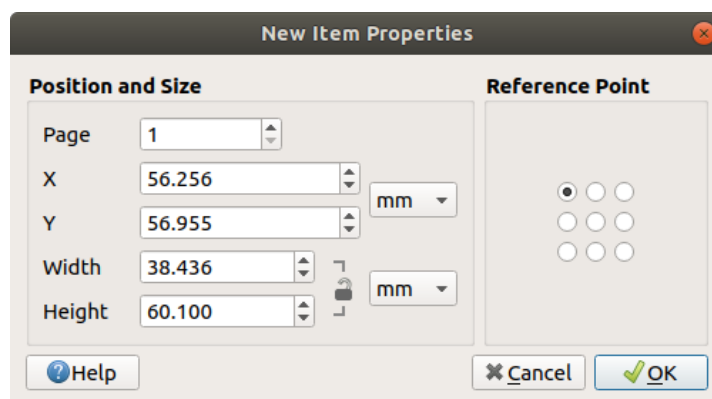 New Item Properties
Position and Size
Reference Point
Page 1
X 56.256
mm
Y 56.955
Width 38.436
mm
Height 60.100
Help
Cancel
OK